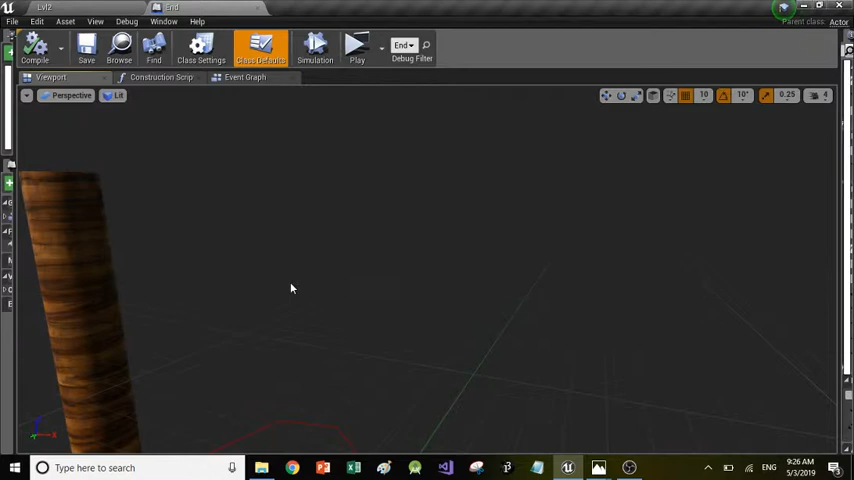 Lvl2
End
File Edit Asset View Debug Window Help
Parent class: Actor
Compile Save Browse Find Class Settings Class Defaults Simulation Play
End
Debug Filter
Viewport Construction Scrip Event Graph
Perspective Lit 10 10° 0.25 4
X
Type here to search
ENG
9:26 AM
5/3/2019
3